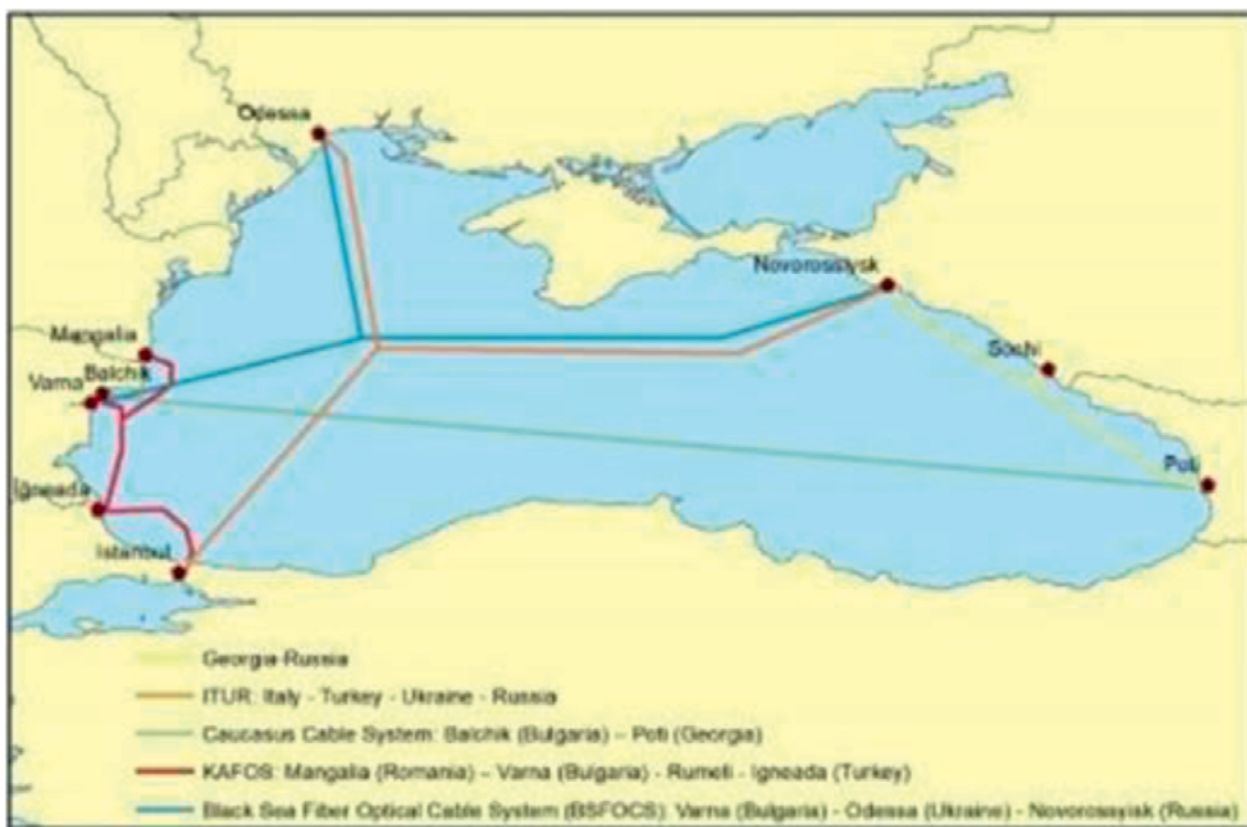 Odessa
Novorossiysk
Mangalia
Sochi
Balchik
Varna
Poti
Igneada
Istanbul
Georgia-Russia
ITUR: Italy - Turkey - Ukraine - Russia
Caucasus Cable System: Balchik (Bulgaria) – Poti (Georgia)
KAFOS: Mangalia (Romania) – Varna (Bulgaria) - Rumeli - Igneada (Turkey)
Black Sea Fiber Optical Cable System (BSFOCS): Varna (Bulgaria) - Odessa (Ukraine) - Novorossyisk (Russia)